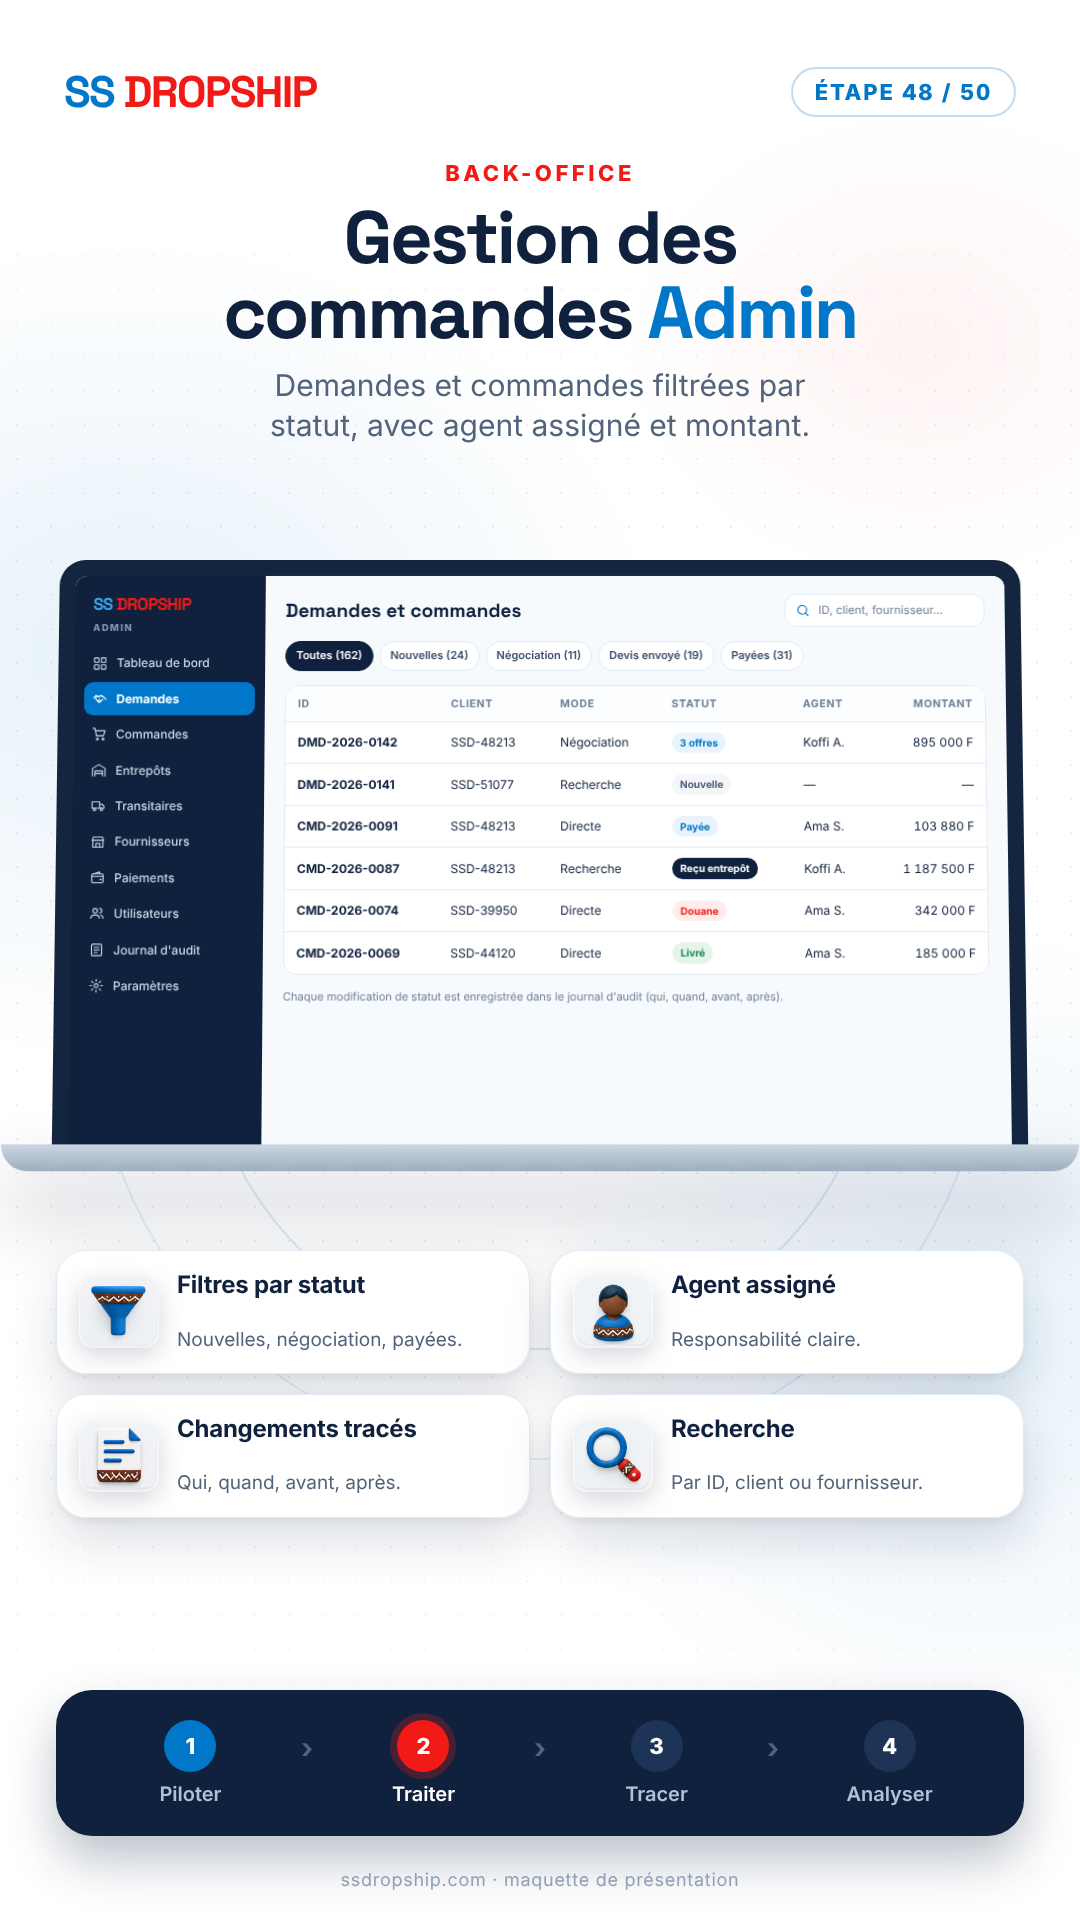 SS DROPSHIP
ÉTAPE 48 / 50
BACK-OFFICE
Gestion des
commandes Admin
Demandes et commandes filtrées par
statut, avec agent assigné et montant.
SS DROPSHIP
ADMIN
Tableau de bord
Demandes
Commandes
Entrepôts
Transitaires
Fournisseurs
Paiements
Utilisateurs
Journal d'audit
Paramètres
Demandes et commandes
ID, client, fournisseur...
Toutes (162) Nouvelles (24) Négociation (11) Devis envoyé (19) Payées (31)
ID CLIENT MODE STATUT AGENT MONTANT
DMD-2026-0142 SSD-48213 Négociation 3 offres Koffi A. 895 000 F
DMD-2026-0141 SSD-51077 Recherche Nouvelle — —
CMD-2026-0091 SSD-48213 Directe Payée Ama S. 103 880 F
CMD-2026-0087 SSD-48213 Recherche Reçu entrepôt Koffi A. 1 187 500 F
CMD-2026-0074 SSD-39950 Directe Douane Ama S. 342 000 F
CMD-2026-0069 SSD-44120 Directe Livré Ama S. 185 000 F
Chaque modification de statut est enregistrée dans le journal d'audit (qui, quand, avant, après).
Filtres par statut
Nouvelles, négociation, payées.
Agent assigné
Responsabilité claire.
Changements tracés
Qui, quand, avant, après.
Recherche
Par ID, client ou fournisseur.
1 › 2 › 3 › 4
Piloter Traiter Tracer Analyser
ssdropship.com · maquette de présentation